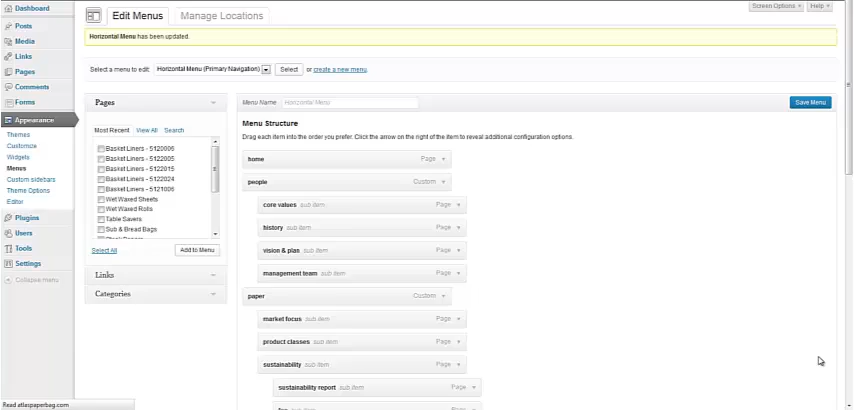 Dashboard
Posts
Media
Links
Pages
Comments
Forms
Appearance
Themes
Customize
Widgets
Menus
Custom sidebars
Theme Options
Editor
Plugins
Users
Tools
Settings
Collapse menu
Read atlaspaperbag.com
Screen Options Help
Edit Menus Manage Locations
Horizontal Menu has been updated.
Select a menu to edit: Horizontal Menu (Primary Navigation) Select or create a new menu.
Pages
Most Recent View All Search
Basket Liners - 5120006
Basket Liners - 5122005
Basket Liners - 5122015
Basket Liners - 5122024
Basket Liners - 5121006
Wet Waxed Sheets
Wet Waxed Rolls
Table Savers
Sub & Bread Bags
Select All Add to Menu
Links
Categories
Menu Name Horizontal Menu Save Menu
Menu Structure
Drag each item into the order you prefer. Click the arrow on the right of the item to reveal additional configuration options.
home Page
people Custom
core values sub item Page
history sub item Page
vision & plan sub item Page
management team sub item Page
paper Custom
market focus sub item Page
product classes sub item Page
sustainability sub item Page
sustainability report sub item Page